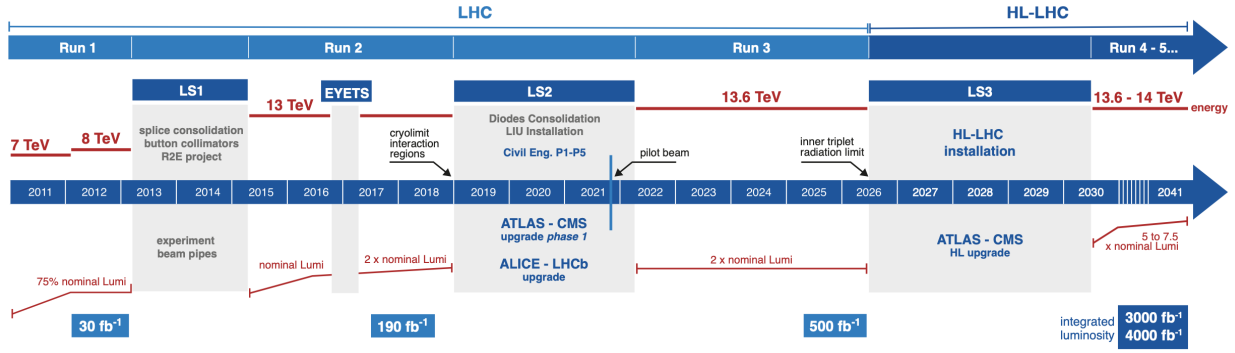 LHC
HL-LHC
Run 1
Run 2
Run 3
Run 4 - 5...
LS1
EYETS
LS2
LS3
13 TeV
13.6 TeV
13.6 - 14 TeV
energy
7 TeV
8 TeV
splice consolidation
button collimators
R2E project
cryolimit
interaction
regions
Diodes Consolidation
LIU Installation
Civil Eng. P1-P5
pilot beam
inner triplet
radiation limit
HL-LHC
installation
2011
2012
2013
2014
2015
2016
2017
2018
2019
2020
2021
2022
2023
2024
2025
2026
2027
2028
2029
2030
2041
experiment
beam pipes
ATLAS - CMS
upgrade phase 1
ALICE - LHCb
upgrade
ATLAS - CMS
HL upgrade
5 to 7.5
x nominal Lumi
75% nominal Lumi
nominal Lumi
2 x nominal Lumi
2 x nominal Lumi
30 fb⁻¹
190 fb⁻¹
500 fb⁻¹
integrated
luminosity
3000 fb⁻¹
4000 fb⁻¹